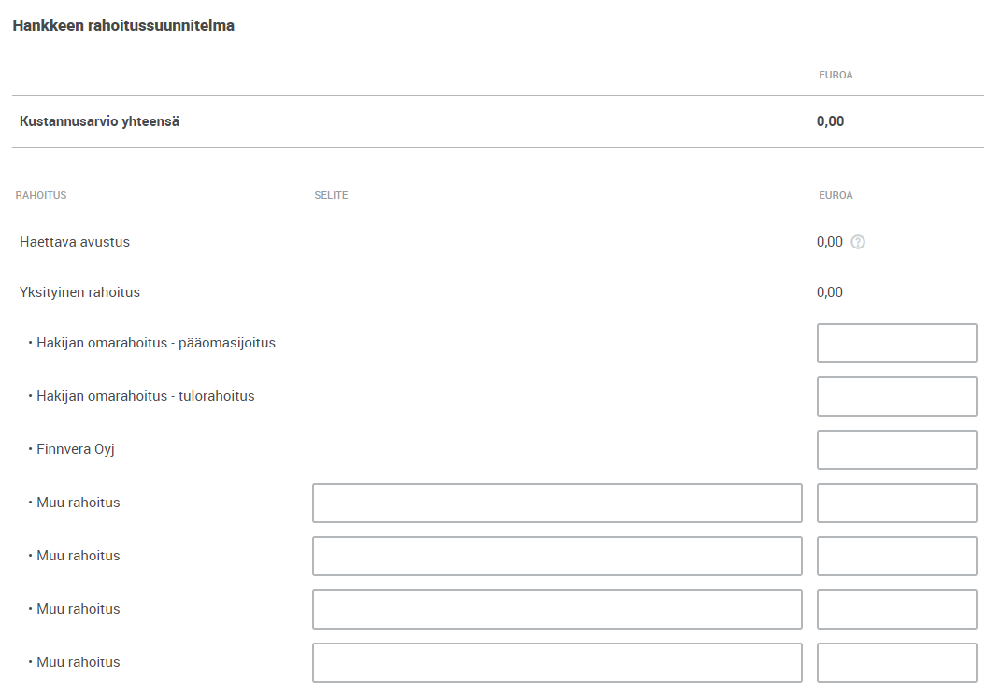 Hankkeen rahoitussuunnitelma
EUROA
Kustannusarvio yhteensä 0,00
RAHOITUS SELITE EUROA
Haettava avustus 0,00 ?
Yksityinen rahoitus 0,00
• Hakijan omarahoitus - pääomasijoitus
• Hakijan omarahoitus - tulorahoitus
• Finnvera Oyj
• Muu rahoitus
• Muu rahoitus
• Muu rahoitus
• Muu rahoitus